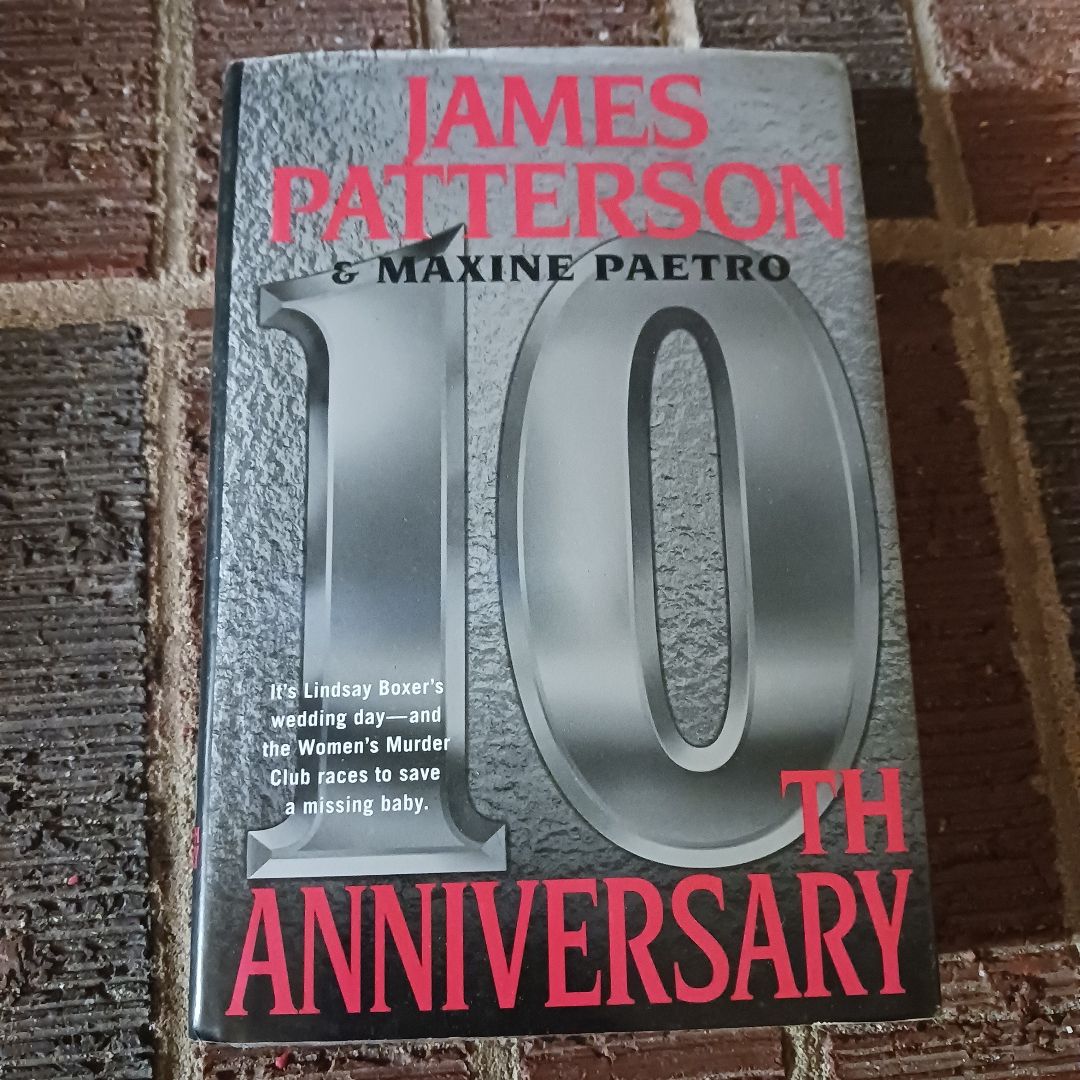 JAMES
PATTERSON
& MAXINE PAETRO
10
TH
ANNIVERSARY
It's Lindsay Boxer's
wedding day—and
the Women's Murder
Club races to save
a missing baby.